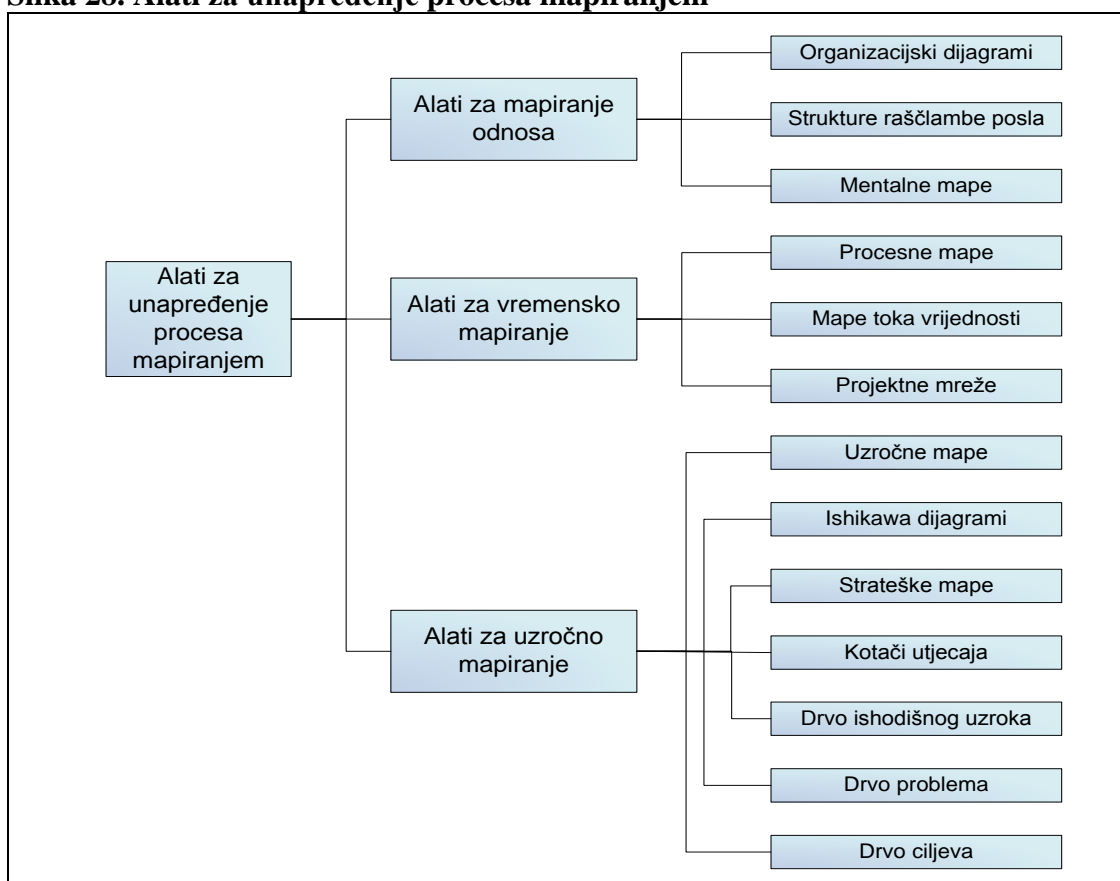 Slika 28. Alati za unapređenje procesa mapiranjem
Organizacijski dijagrami
Alati za mapiranje
odnosa
Strukture raščlambe posla
Mentalne mape
Procesne mape
Alati za
unapređenje
procesa
mapiranjem
Alati za vremensko
mapiranje
Mape toka vrijednosti
Projektne mreže
Uzročne mape
Ishikawa dijagrami
Strateške mape
Alati za uzročno
mapiranje
Kotači utjecaja
Drvo ishodišnog uzroka
Drvo problema
Drvo ciljeva